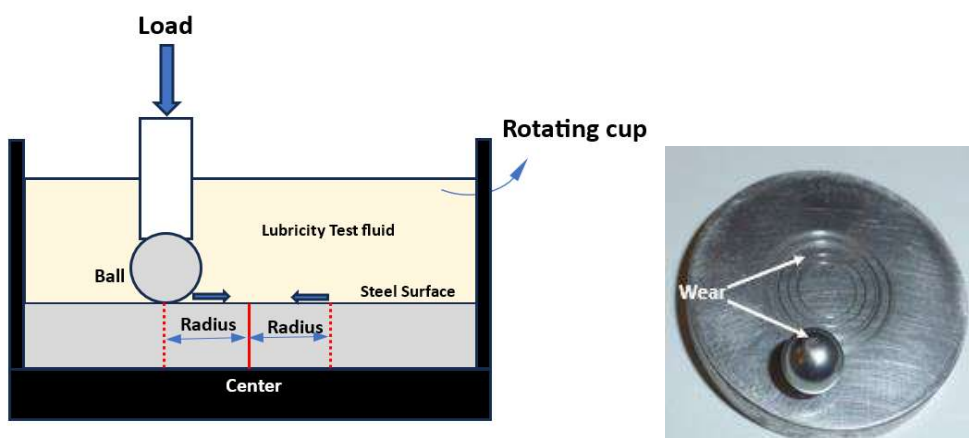 Load
Rotating cup
Lubricity Test fluid
Ball
Steel Surface
Radius
Radius
Center
Wear